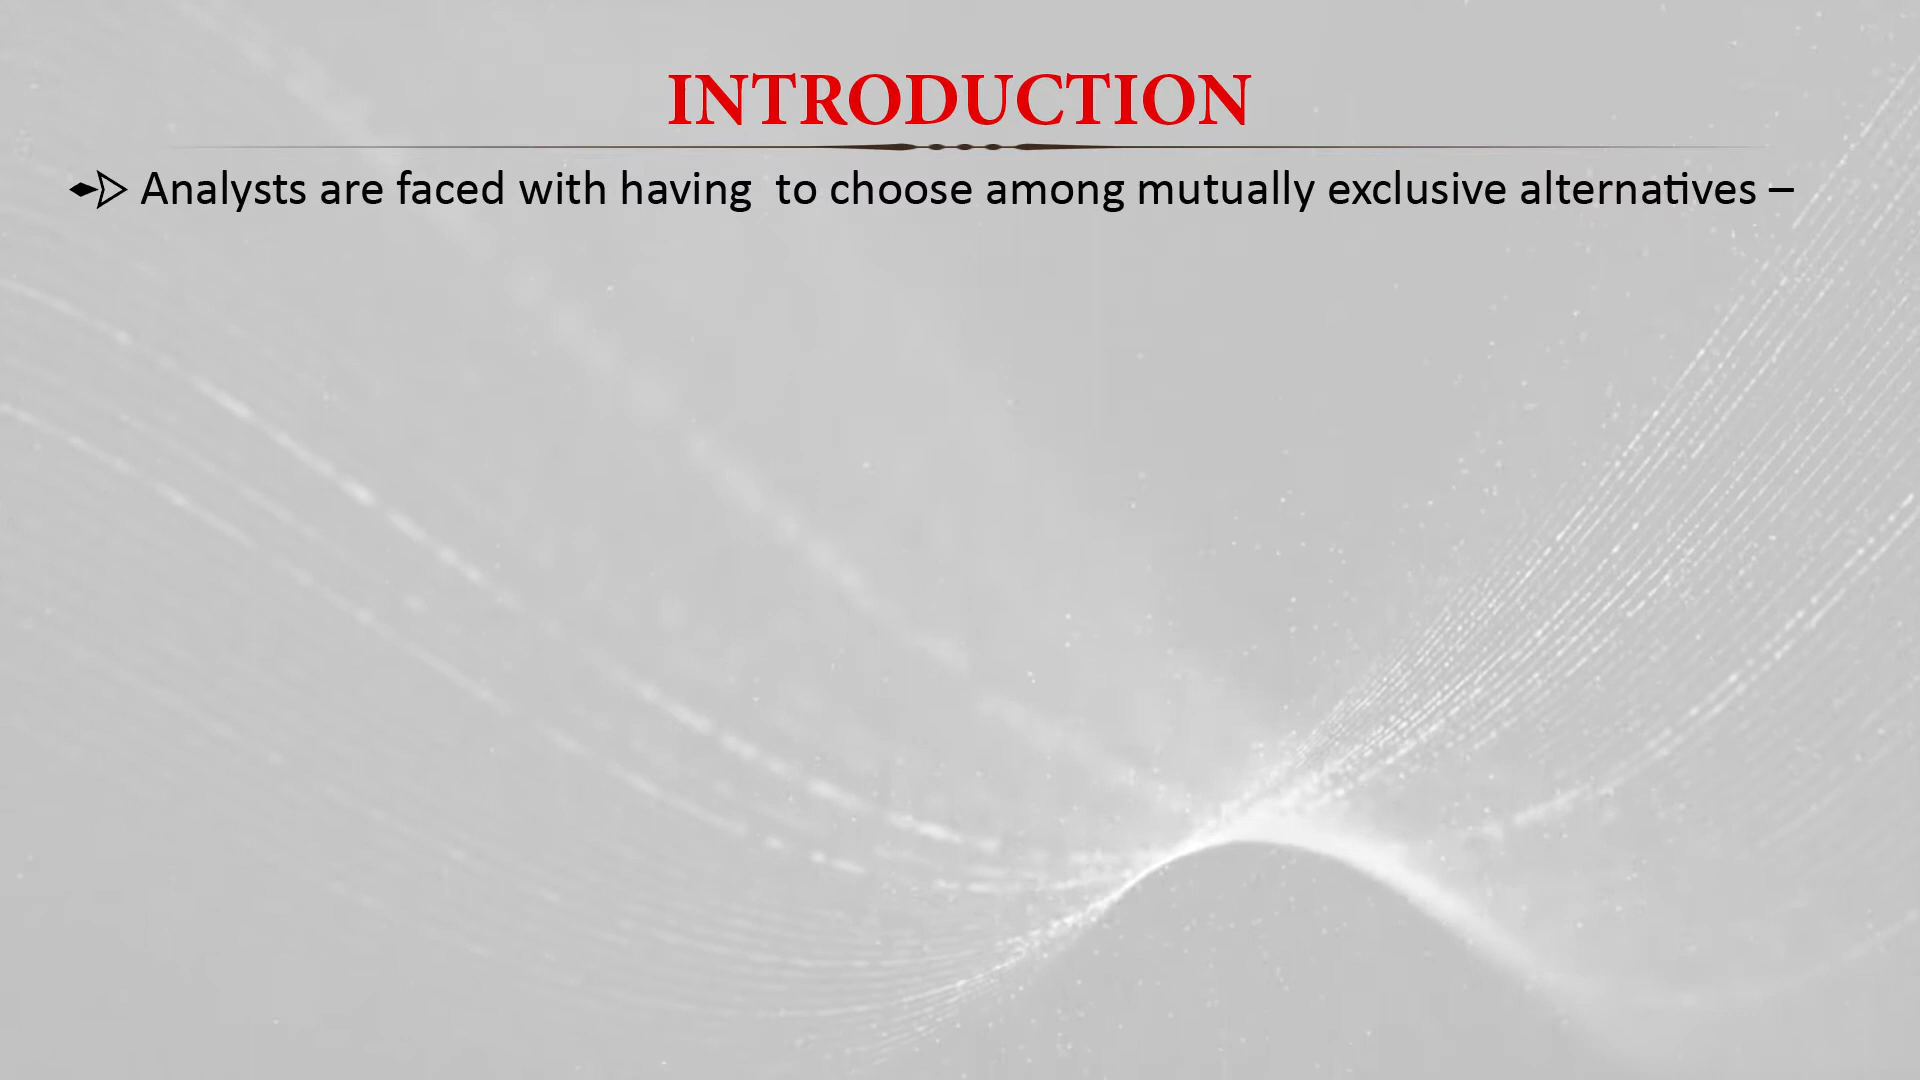 INTRODUCTION
Analysts are faced with having  to choose among mutually exclusive alternatives –